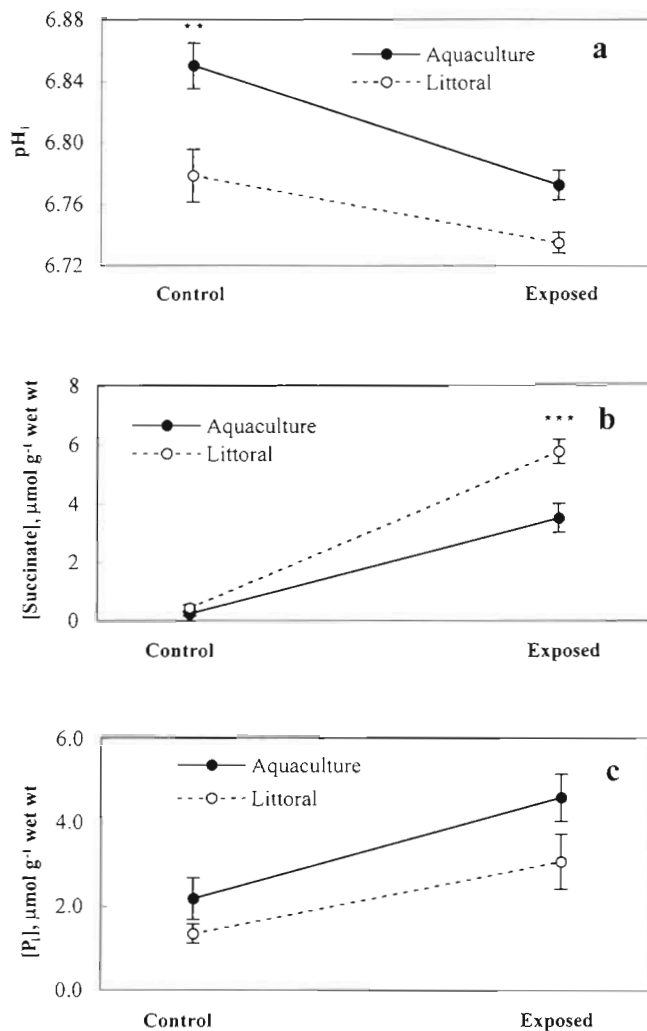 6.88
**
Aquaculture
a
Littoral
6.84
6.80
6.76
6.72
pHi
Control
Exposed
8
***
b
Aquaculture
Littoral
6
4
2
0
[Succinate], μmol g⁻¹ wet wt
Control
Exposed
6.0
Aquaculture
c
Littoral
4.0
2.0
0.0
[Pi], μmol g⁻¹ wet wt
Control
Exposed